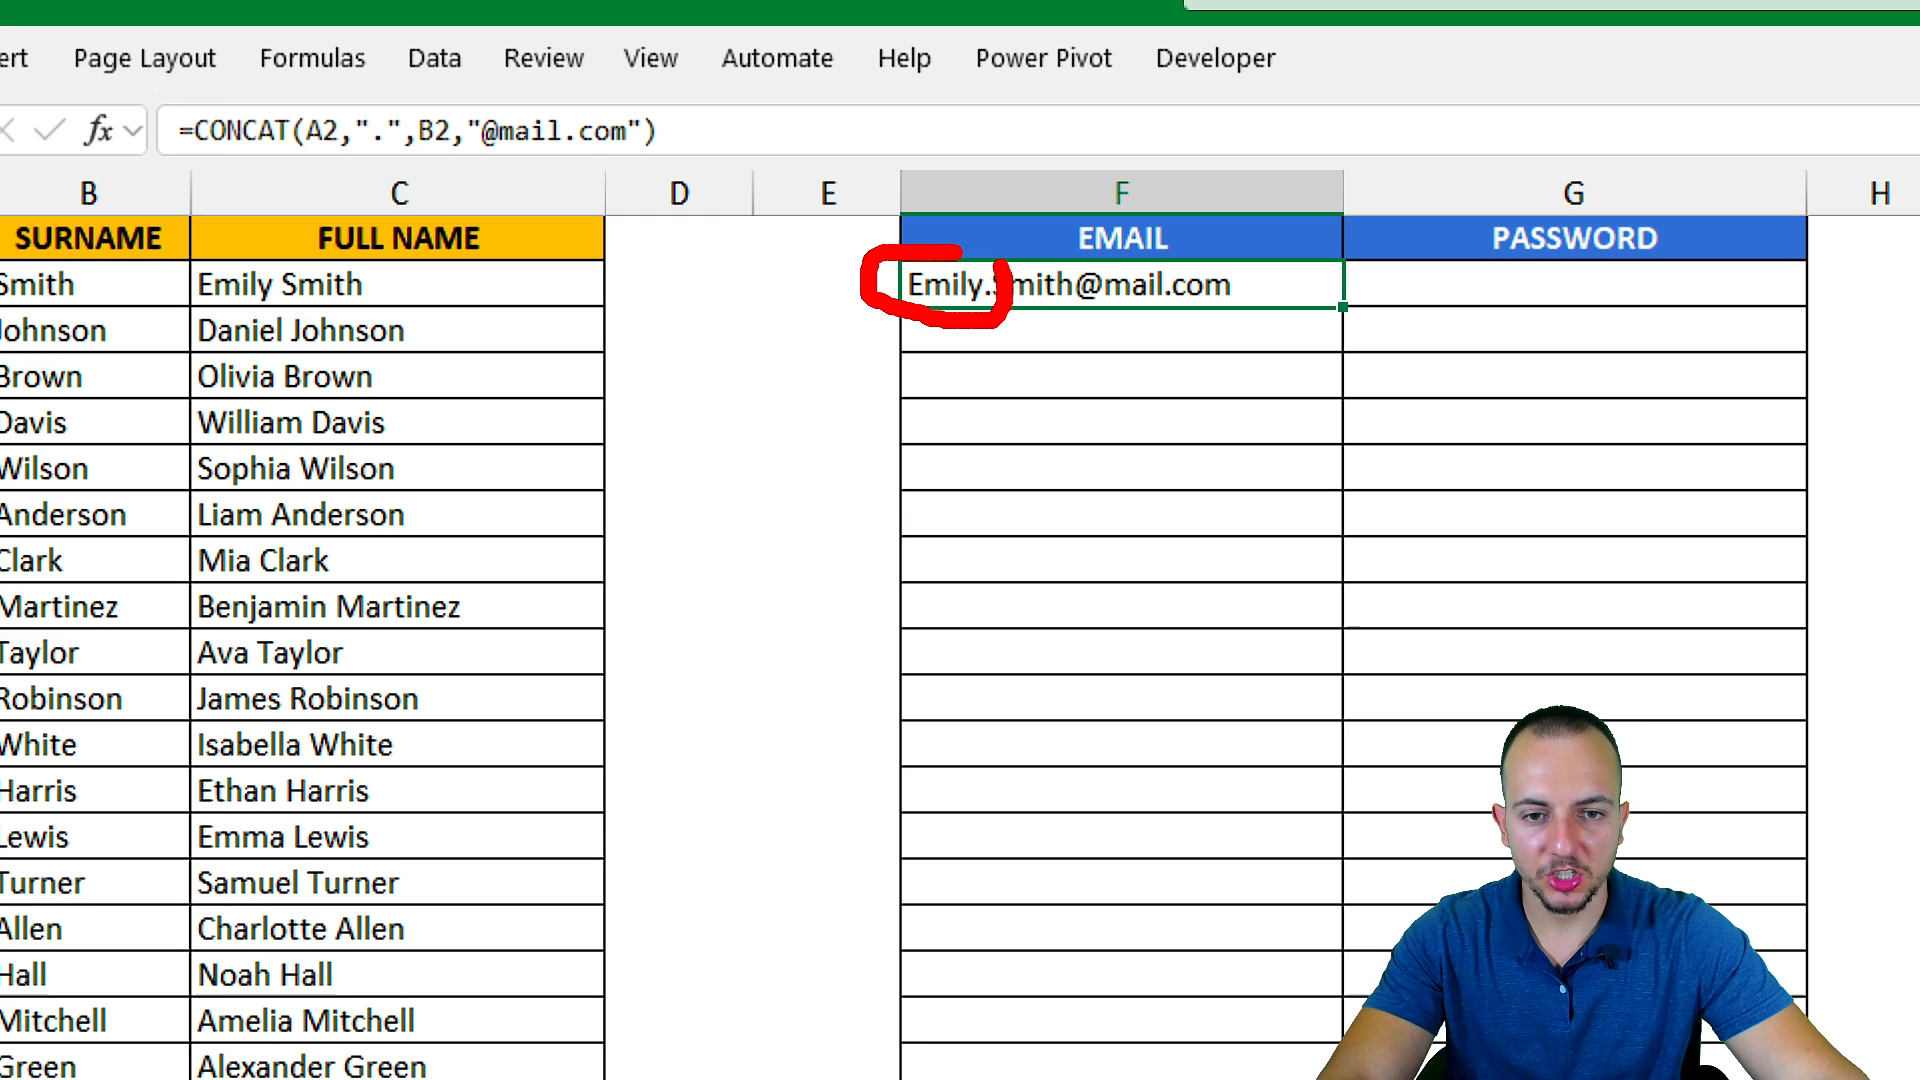 ert Page Layout Formulas Data Review View Automate Help Power Pivot Developer
fx =CONCAT(A2,".",B2,"@mail.com")
B C D E F G H
SURNAME FULL NAME EMAIL PASSWORD
Smith Emily Smith Emily.Smith@mail.com
Johnson Daniel Johnson
Brown Olivia Brown
Davis William Davis
Wilson Sophia Wilson
Anderson Liam Anderson
Clark Mia Clark
Martinez Benjamin Martinez
Taylor Ava Taylor
Robinson James Robinson
White Isabella White
Harris Ethan Harris
Lewis Emma Lewis
Turner Samuel Turner
Allen Charlotte Allen
Hall Noah Hall
Mitchell Amelia Mitchell
Green Alexander Green